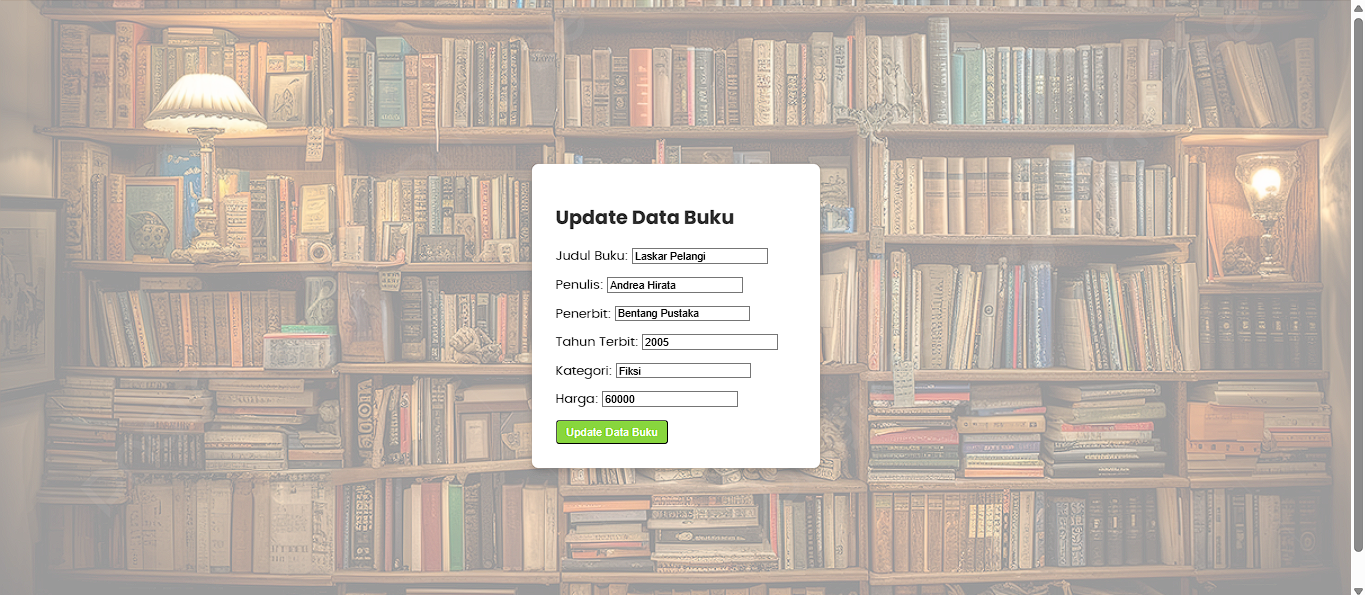 Update Data Buku
Judul Buku: Laskar Pelangi
Penulis: Andrea Hirata
Penerbit: Bentang Pustaka
Tahun Terbit: 2005
Kategori: Fiksi
Harga: 60000
Update Data Buku